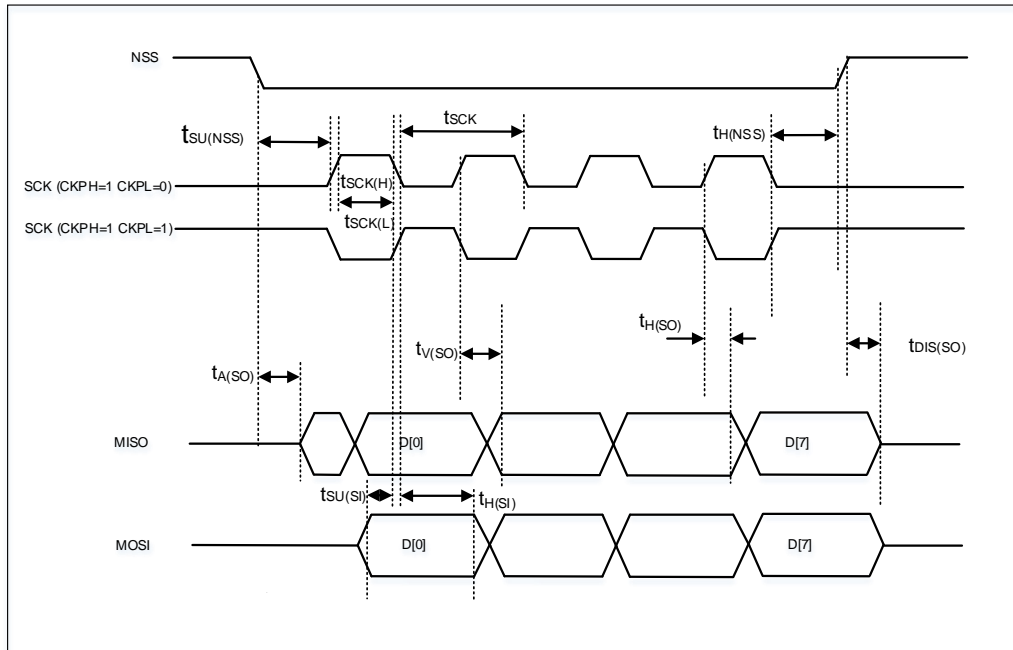 NSS
tSCK
tSU(NSS)
tH(NSS)
tSCK(H)
SCK (CKPH=1 CKPL=0)
tSCK(L)
SCK (CKPH=1 CKPL=1)
tH(SO)
tV(SO)
tDIS(SO)
tA(SO)
MISO
D[0]
D[7]
tSU(SI)
tH(SI)
MOSI
D[0]
D[7]